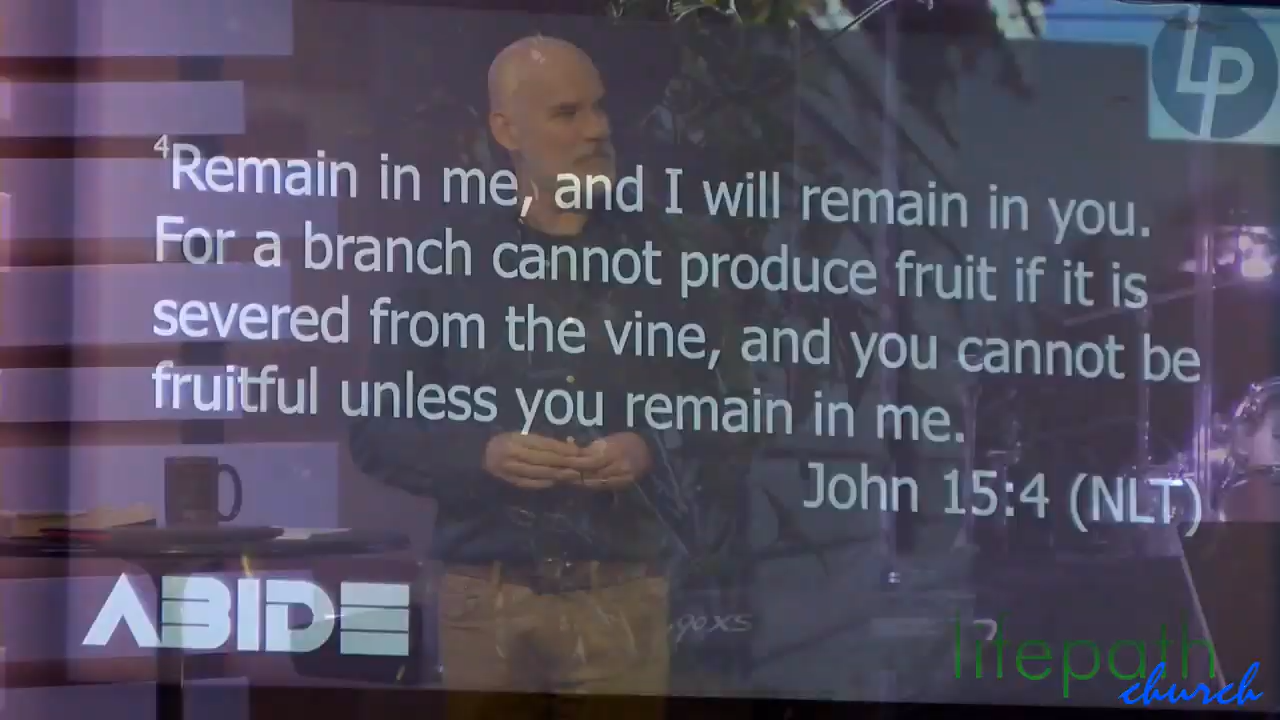 LP
⁴Remain in me, and I will remain in you.
For a branch cannot produce fruit if it is
severed from the vine, and you cannot be
fruitful unless you remain in me.
John 15:4 (NLT)
ABIDE
lifepath
church